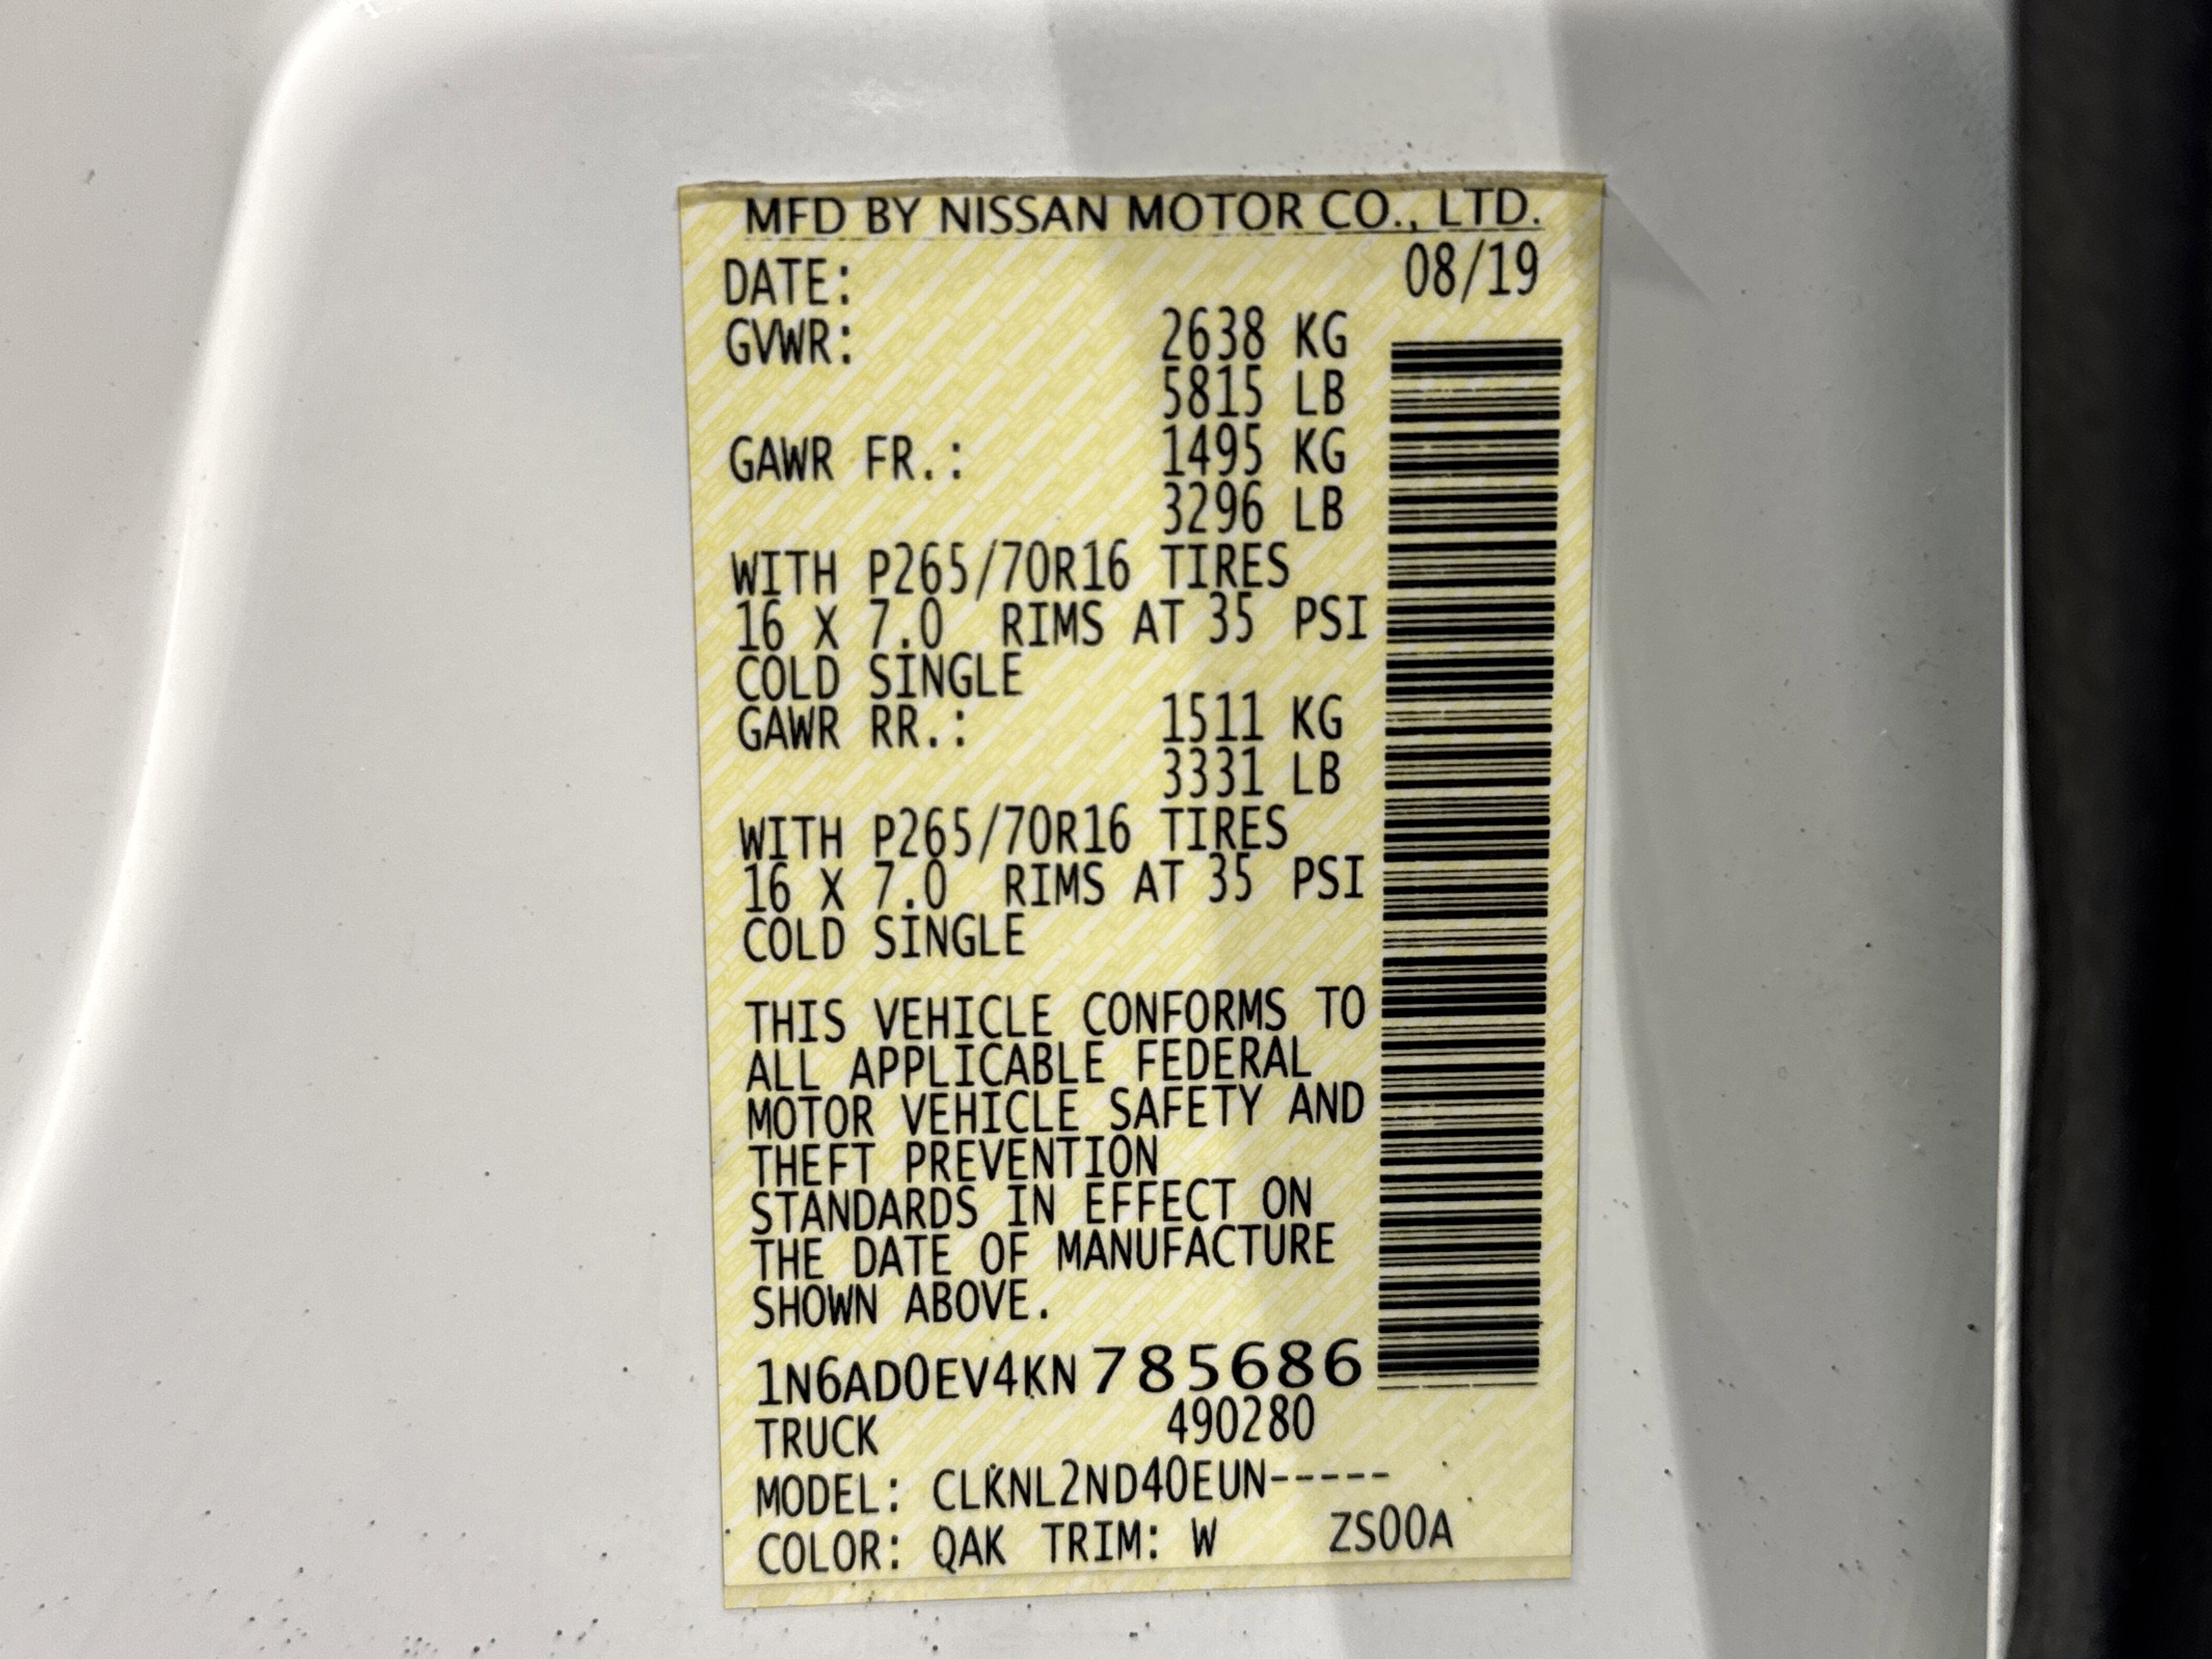 MFD BY NISSAN MOTOR CO., LTD.
DATE: 08/19
GVWR: 2638 KG
5815 LB
GAWR FR.: 1495 KG
3296 LB
WITH P265/70R16 TIRES
16 X 7.0 RIMS AT 35 PSI
COLD SINGLE
GAWR RR.: 1511 KG
3331 LB
WITH P265/70R16 TIRES
16 X 7.0 RIMS AT 35 PSI
COLD SINGLE
THIS VEHICLE CONFORMS TO
ALL APPLICABLE FEDERAL
MOTOR VEHICLE SAFETY AND
THEFT PREVENTION
STANDARDS IN EFFECT ON
THE DATE OF MANUFACTURE
SHOWN ABOVE.
1N6AD0EV4KN785686
TRUCK 490280
MODEL: CLKNL2ND40EUN-----
COLOR: QAK TRIM: W ZS00A